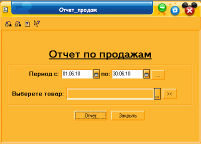 Отчет_продаж
Отчет по продажам
Период с: 01.06.10 по: 30.06.10 ...
Выберете товар: ><
Отчет Закрыть